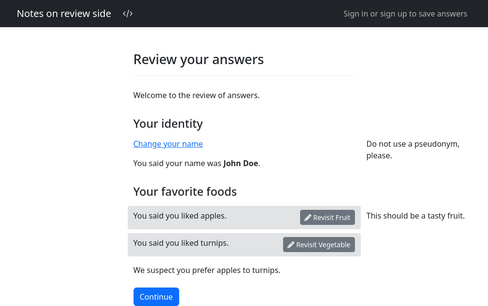 Notes on review side </> Sign in or sign up to save answers
Review your answers
Welcome to the review of answers.
Your identity
Change your name
Do not use a pseudonym,
please.
You said your name was John Doe.
Your favorite foods
You said you liked apples. Revisit Fruit
This should be a tasty fruit.
You said you liked turnips. Revisit Vegetable
We suspect you prefer apples to turnips.
Continue